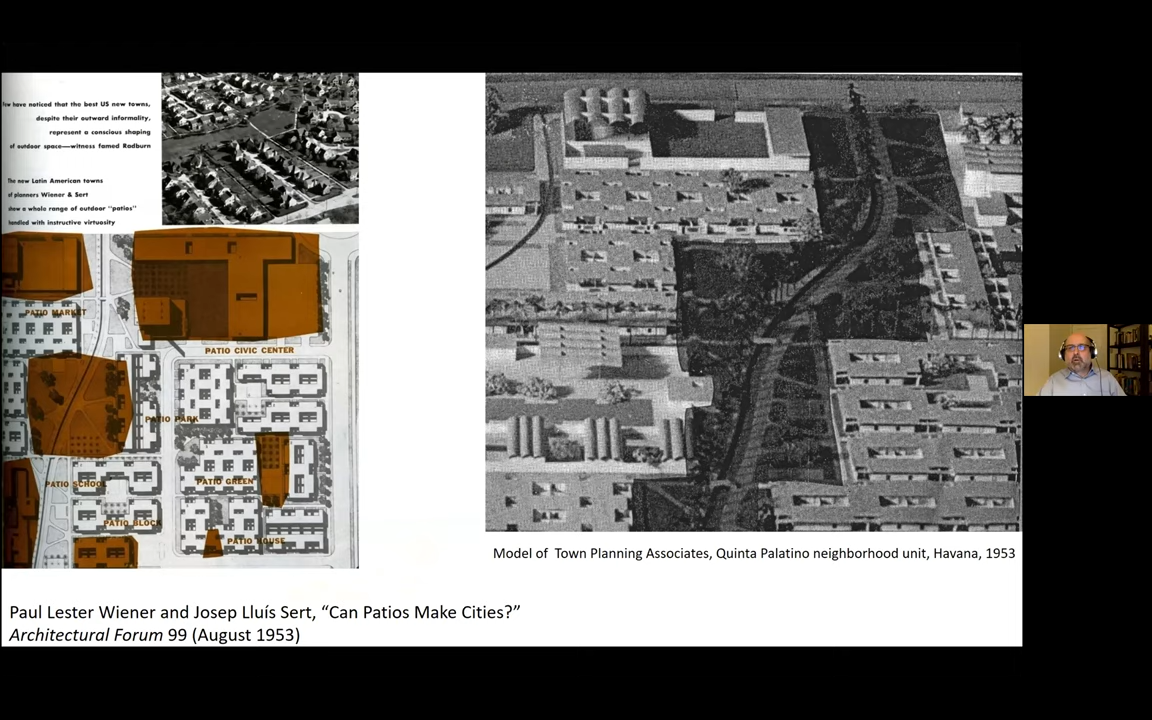 few have noticed that the best US new towns,
despite their outward informality,
represent a conscious shaping
of outdoor space—witness famed Radburn
The new Latin American towns
of planners Wiener & Sert
show a whole range of outdoor "patios"
handled with instructive virtuosity
PATIO MARKET
PATIO CIVIC CENTER
PATIO PARK
PATIO SCHOOL
PATIO GREEN
PATIO BLOCK
PATIO HOUSE
Model of Town Planning Associates, Quinta Palatino neighborhood unit, Havana, 1953
Paul Lester Wiener and Josep Lluís Sert, “Can Patios Make Cities?”
Architectural Forum 99 (August 1953)